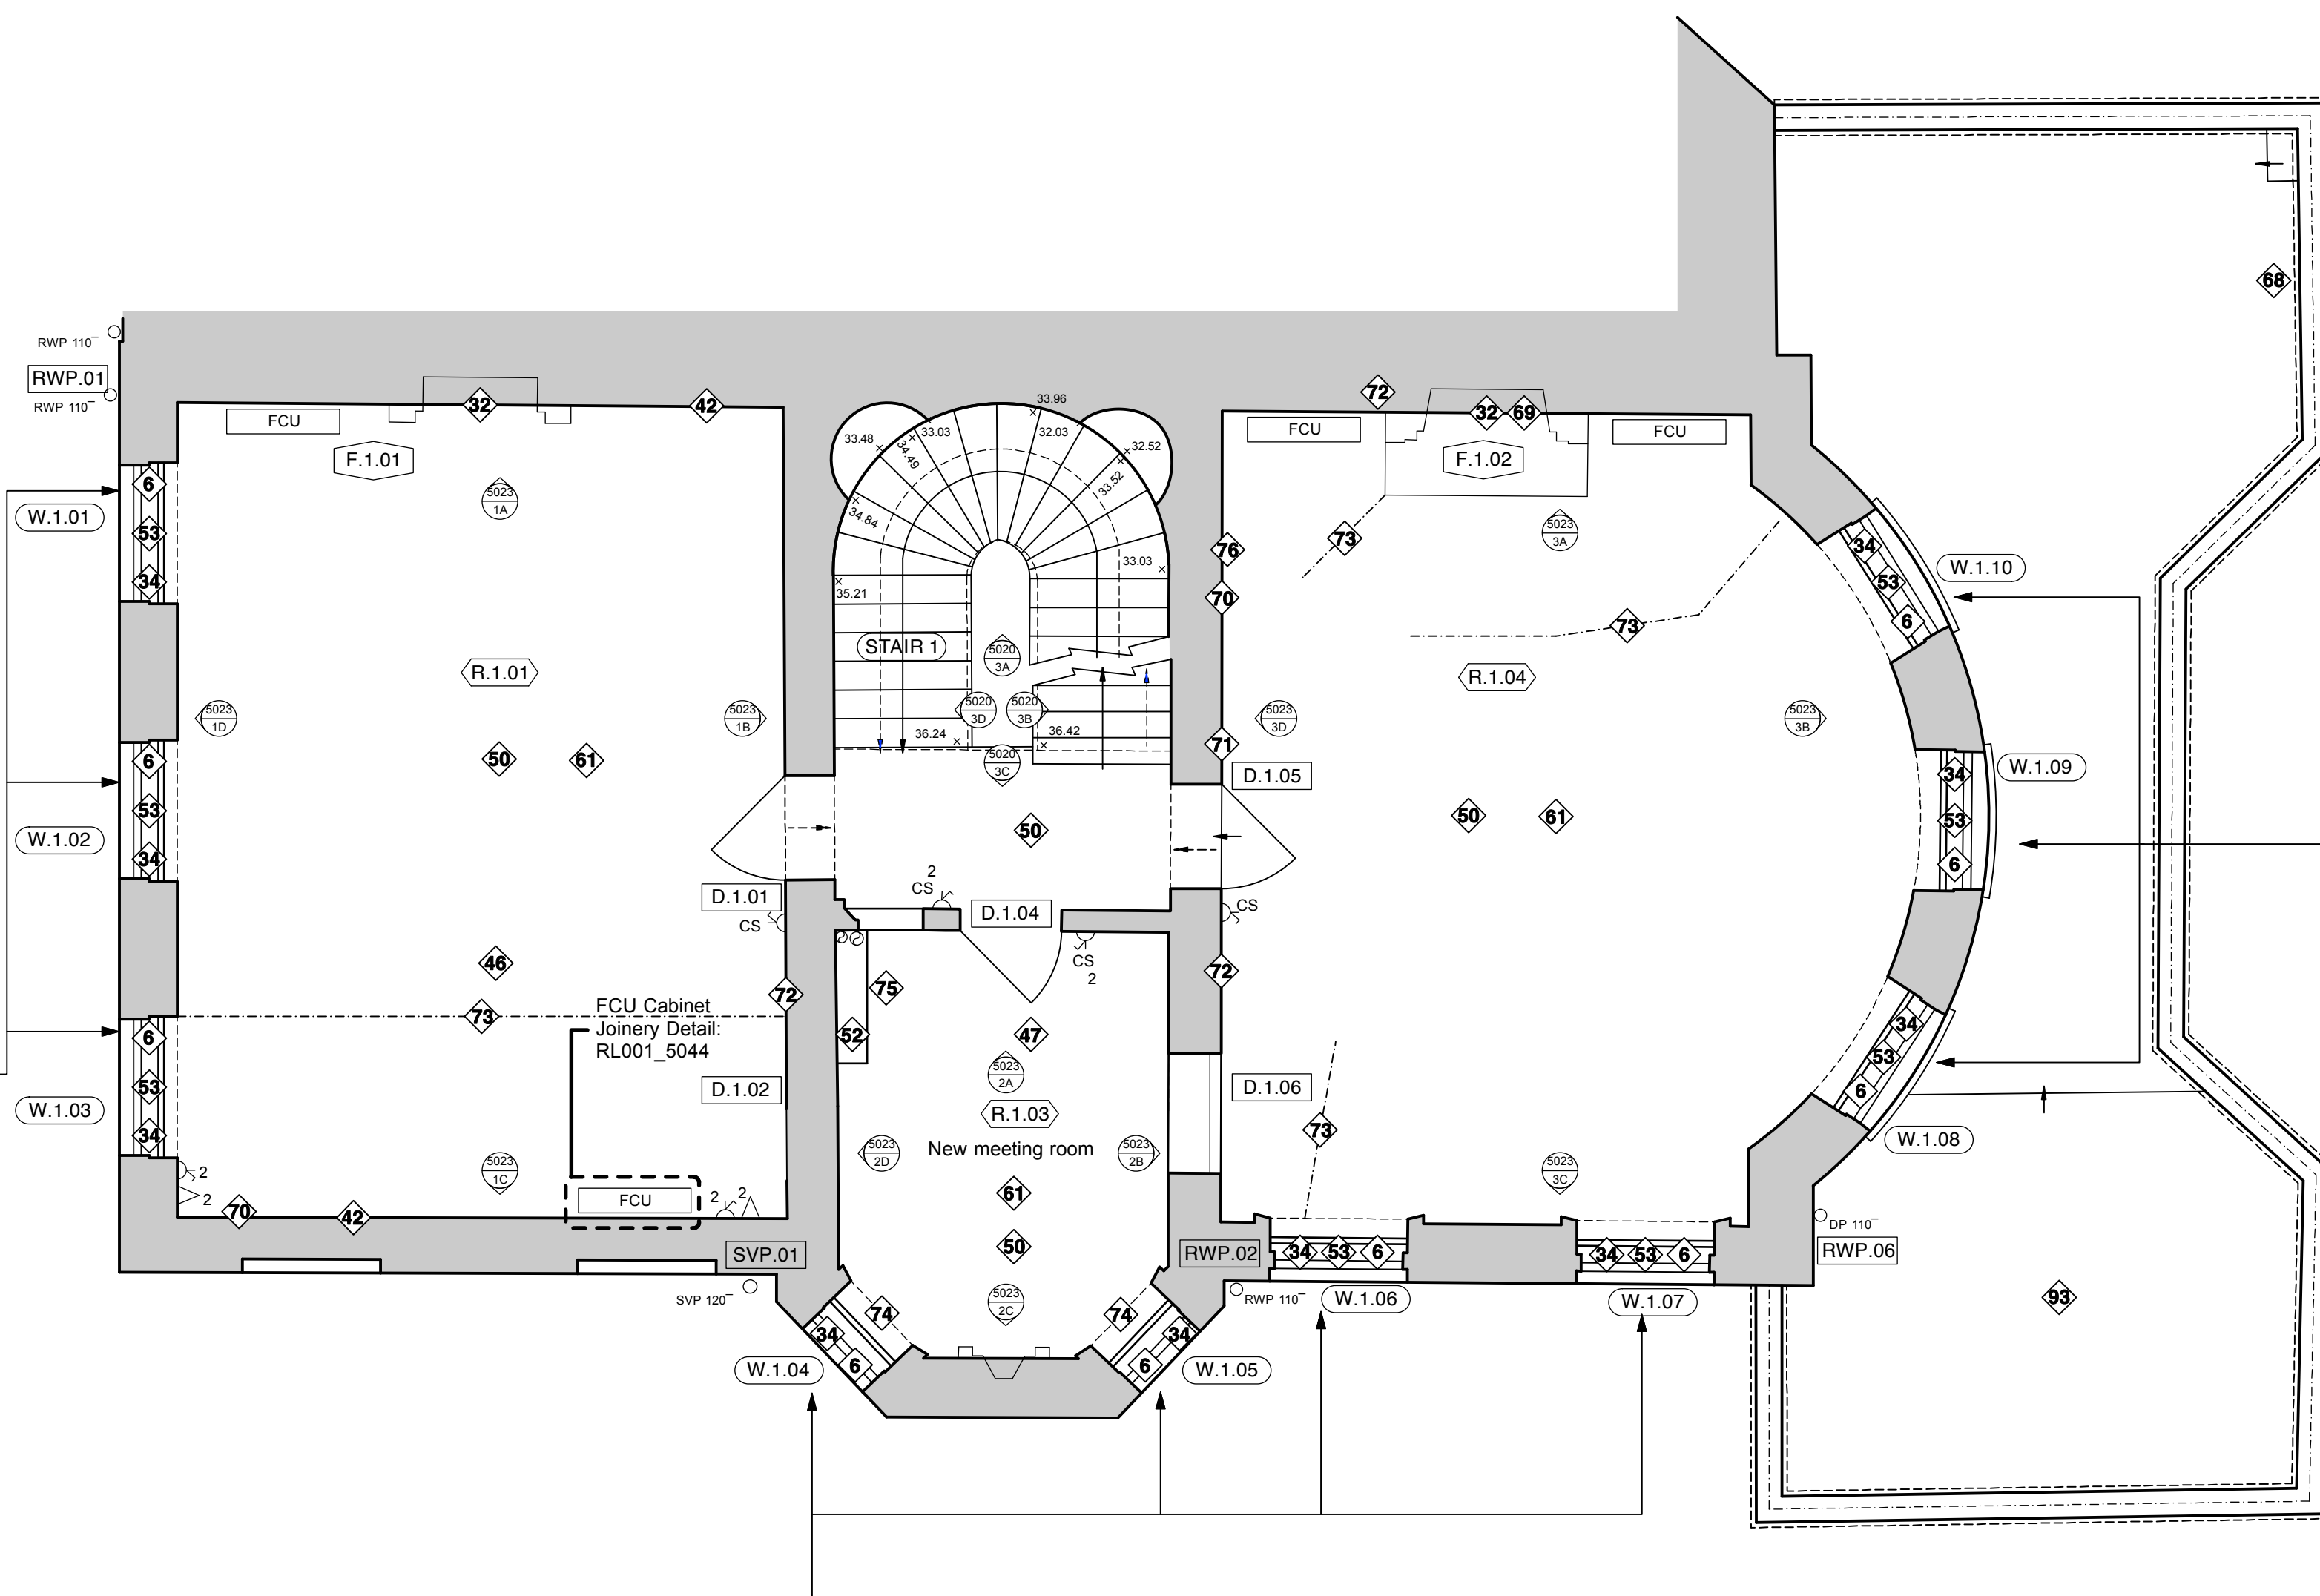 RWP 110
RWP.01
RWP 110
W.1.01
W.1.02
W.1.03
6
53
34
6
53
34
6
53
34
FCU
F.1.01
32
42
5023
1A
R.1.01
5023
1D
5023
1B
50
61
46
73
FCU Cabinet
Joinery Detail:
RL001_5044
D.1.01
CS
72
D.1.02
5023
1C
FCU
2
2
2
2
70
42
SVP.01
SVP 120
33.96
33.48
33.03
32.03
32.52
34.49
33.52
34.84
33.03
35.21
STAIR 1
5020
3A
5020
3D
5020
3B
36.24
36.42
5020
3C
50
2
CS
D.1.04
CS
2
75
52
47
5023
2A
R.1.03
New meeting room
5023
2D
5023
2B
61
50
5023
2C
74
74
34
6
34
6
W.1.04
W.1.05
72
32
69
FCU
FCU
F.1.02
76
73
5023
3A
70
73
R.1.04
71
5023
3D
5023
3B
D.1.05
50
61
CS
72
D.1.06
73
5023
3C
RWP.02
RWP 110
34
53
6
34
53
6
W.1.06
W.1.07
34
53
6
W.1.10
34
53
6
W.1.09
34
53
6
W.1.08
DP 110
RWP.06
68
93